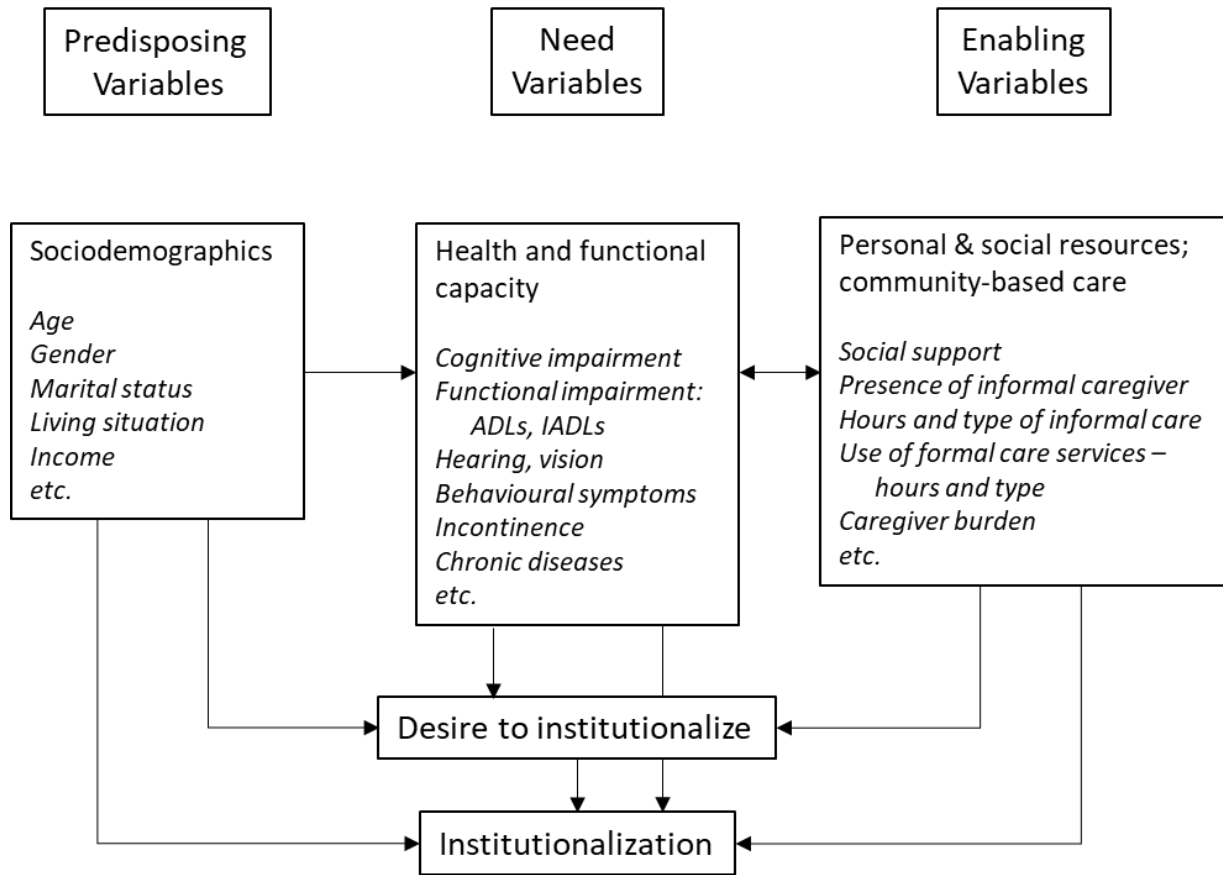 Predisposing
Variables
Need
Variables
Enabling
Variables
Sociodemographics
Age
Gender
Marital status
Living situation
Income
etc.
Health and functional
capacity
Cognitive impairment
Functional impairment:
ADLs, IADLs
Hearing, vision
Behavioural symptoms
Incontinence
Chronic diseases
etc.
Personal & social resources;
community-based care
Social support
Presence of informal caregiver
Hours and type of informal care
Use of formal care services –
hours and type
Caregiver burden
etc.
Desire to institutionalize
Institutionalization